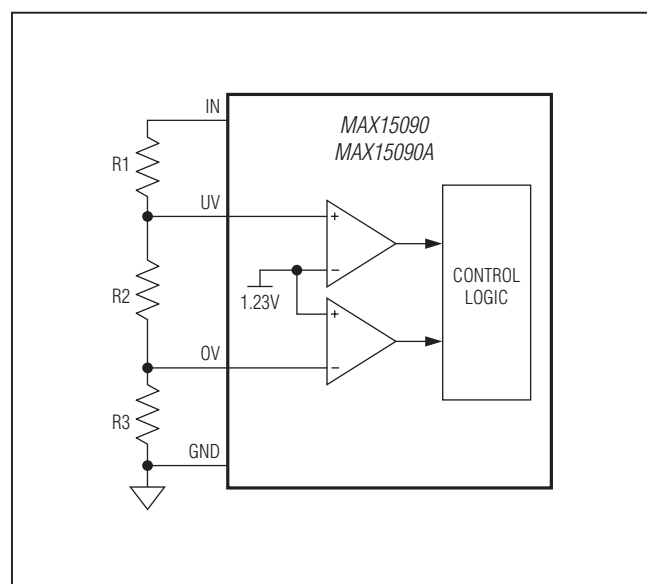 IN
MAX15090
MAX15090A
R1
UV
+
−
1.23V
CONTROL
LOGIC
R2
+
OV
−
R3
GND